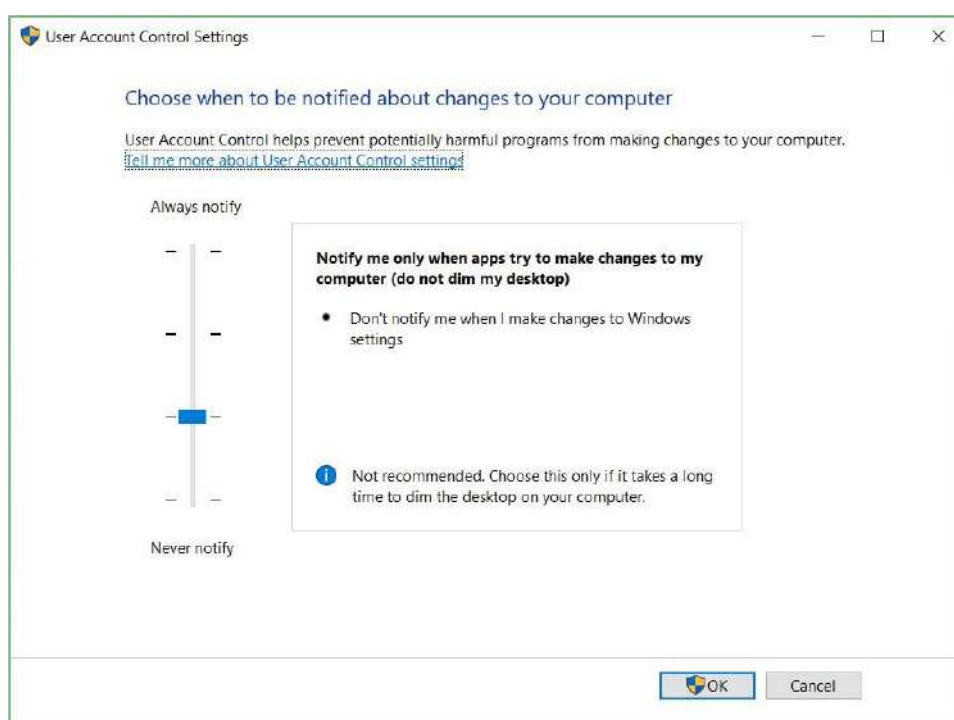 User Account Control Settings
Choose when to be notified about changes to your computer
User Account Control helps prevent potentially harmful programs from making changes to your computer.
Tell me more about User Account Control settings
Always notify
Notify me only when apps try to make changes to my
computer (do not dim my desktop)
Don't notify me when I make changes to Windows
settings
Not recommended. Choose this only if it takes a long
time to dim the desktop on your computer.
Never notify
OK
Cancel